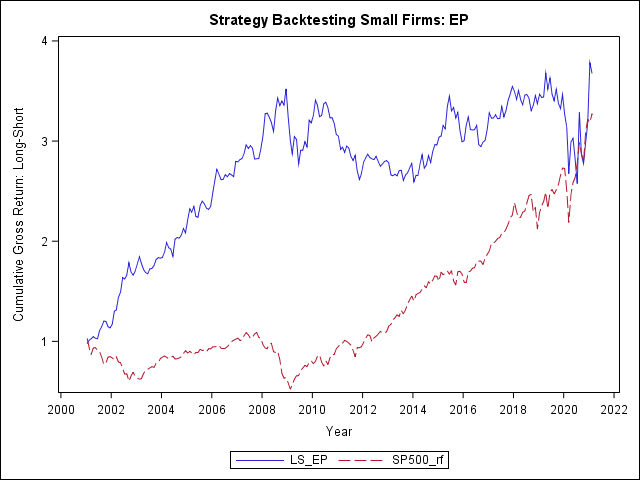 Strategy Backtesting Small Firms: EP
Cumulative Gross Return: Long-Short
4
3
2
1
2000 2002 2004 2006 2008 2010 2012 2014 2016 2018 2020 2022
Year
LS_EP SP500_rf